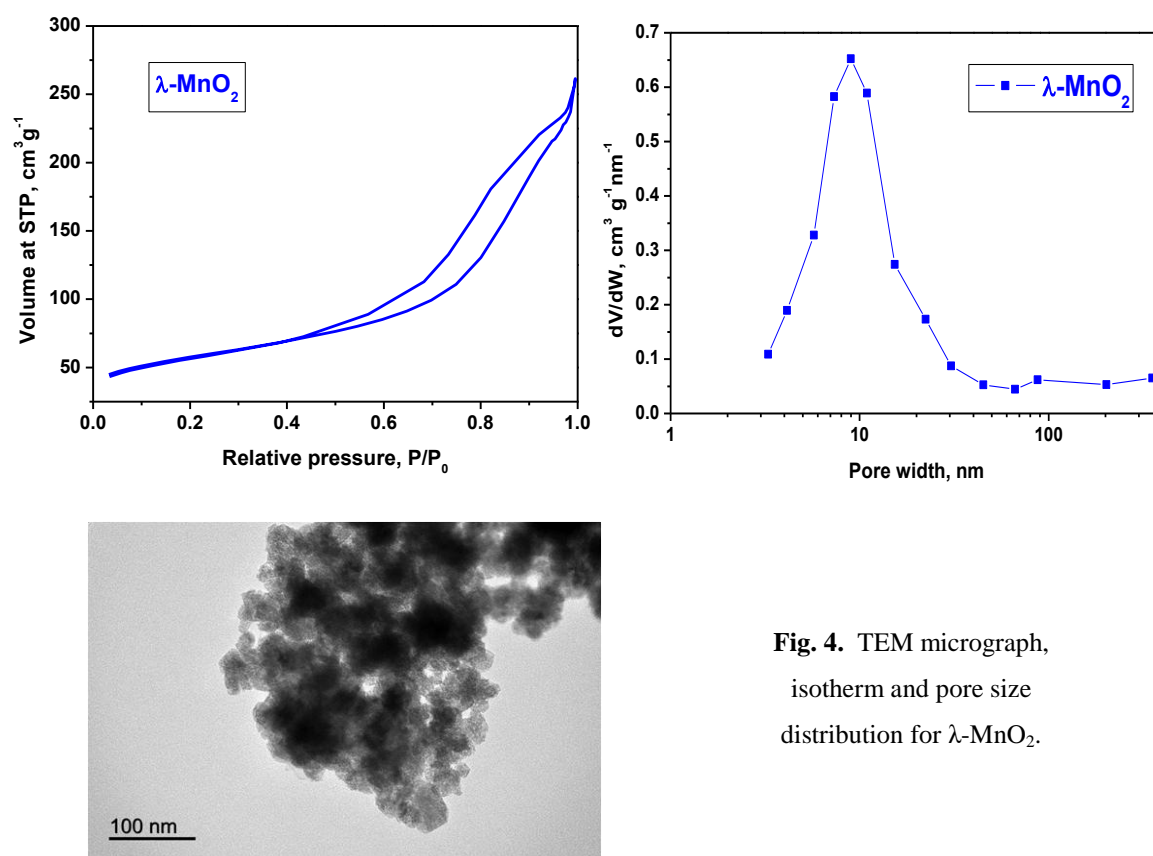 300
250
200
150
100
50
Volume at STP, cm³g⁻¹
λ-MnO₂
0.0 0.2 0.4 0.6 0.8 1.0
Relative pressure, P/P₀
0.7
0.6
0.5
0.4
0.3
0.2
0.1
0.0
dV/dW, cm³ g⁻¹nm⁻¹
λ-MnO₂
1 10 100
Pore width, nm
100 nm
Fig. 4. TEM micrograph,
isotherm and pore size
distribution for λ-MnO₂.